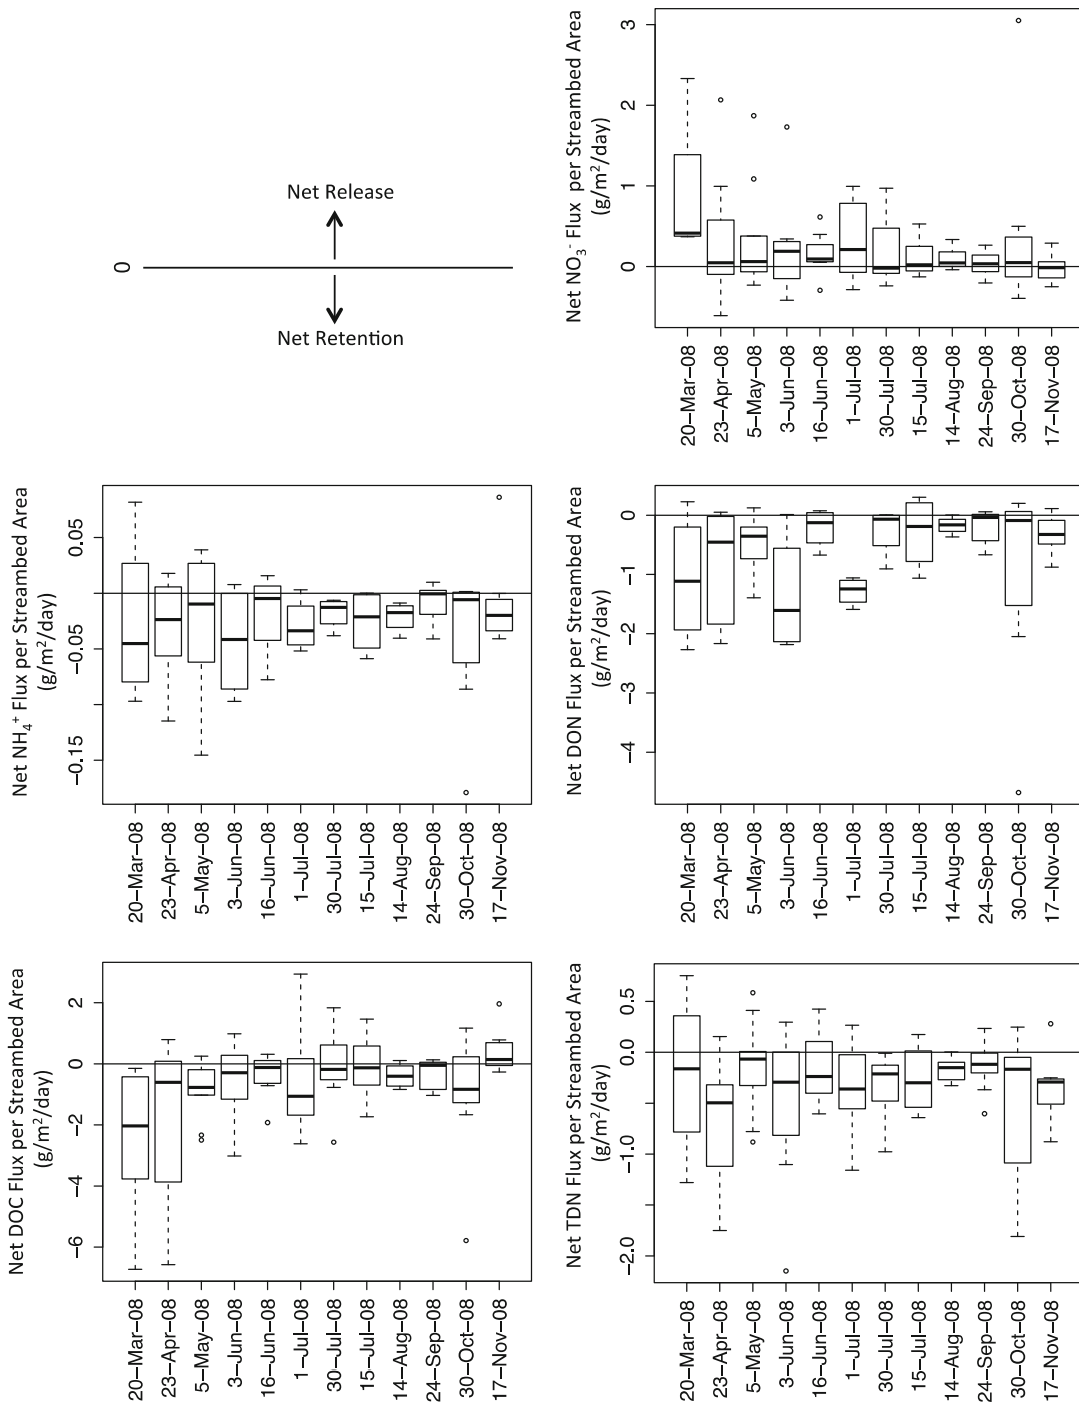 Net Release
0
Net Retention
Net NO3- Flux per Streambed Area
(g/m2/day)
3
2
1
0
20–Mar–08
23–Apr–08
5–May–08
3–Jun–08
16–Jun–08
1–Jul–08
30–Jul–08
15–Jul–08
14–Aug–08
24–Sep–08
30–Oct–08
17–Nov–08
Net NH4+ Flux per Streambed Area
(g/m2/day)
0.05
−0.05
−0.15
20–Mar–08
23–Apr–08
5–May–08
3–Jun–08
16–Jun–08
1–Jul–08
30–Jul–08
15–Jul–08
14–Aug–08
24–Sep–08
30–Oct–08
17–Nov–08
Net DON Flux per Streambed Area
(g/m2/day)
0
−1
−2
−3
−4
20–Mar–08
23–Apr–08
5–May–08
3–Jun–08
16–Jun–08
1–Jul–08
30–Jul–08
15–Jul–08
14–Aug–08
24–Sep–08
30–Oct–08
17–Nov–08
Net DOC Flux per Streambed Area
(g/m2/day)
2
0
−2
−4
−6
20–Mar–08
23–Apr–08
5–May–08
3–Jun–08
16–Jun–08
1–Jul–08
30–Jul–08
15–Jul–08
14–Aug–08
24–Sep–08
30–Oct–08
17–Nov–08
Net TDN Flux per Streambed Area
(g/m2/day)
0.5
0.0
−1.0
−2.0
20–Mar–08
23–Apr–08
5–May–08
3–Jun–08
16–Jun–08
1–Jul–08
30–Jul–08
15–Jul–08
14–Aug–08
24–Sep–08
30–Oct–08
17–Nov–08